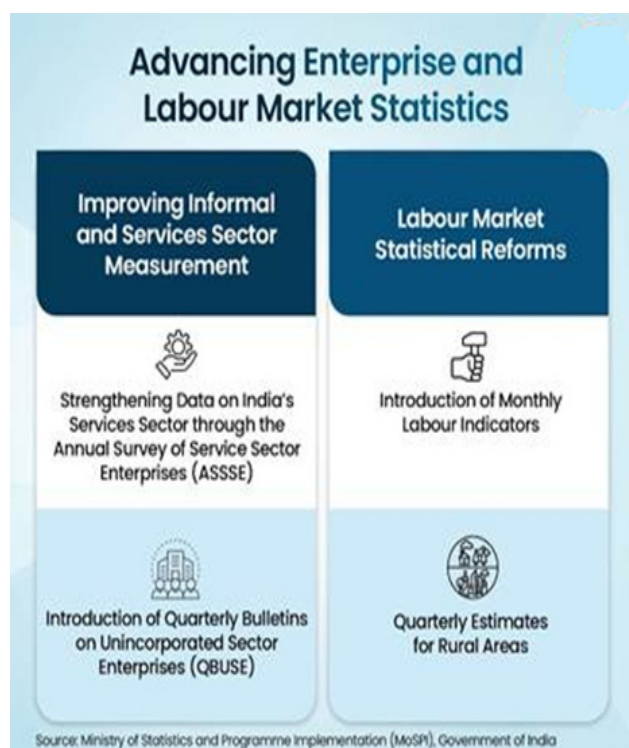 Advancing Enterprise and
Labour Market Statistics
Improving Informal
and Services Sector
Measurement
Strengthening Data on India's
Services Sector through the
Annual Survey of Service Sector
Enterprises (ASSSE)
Introduction of Quarterly Bulletins
on Unincorporated Sector
Enterprises (QBUSE)
Labour Market
Statistical Reforms
Introduction of Monthly
Labour Indicators
Quarterly Estimates
for Rural Areas
Source: Ministry of Statistics and Programme Implementation (MoSPI), Government of India